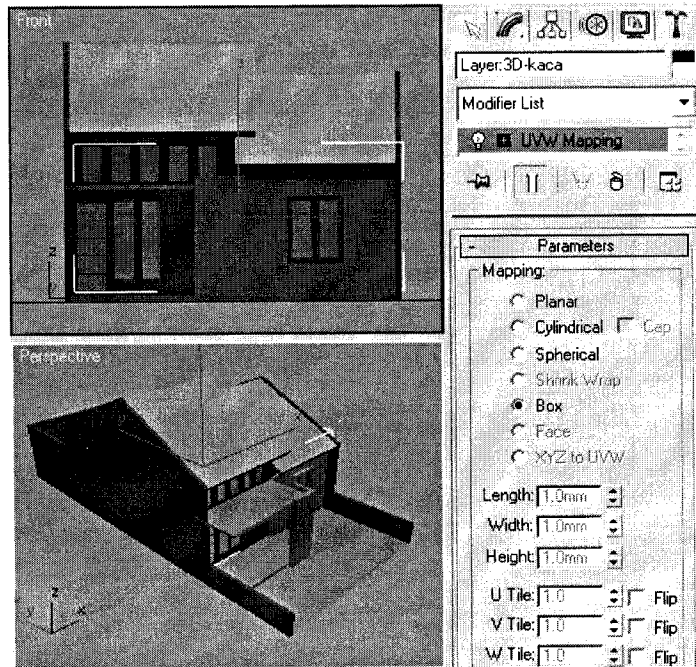 Front
z
Perspective
z
y
x
Layer:3D-kaca
Modifier List
UVW Mapping
- Parameters
Mapping:
Planar
Cylindrical Cap
Spherical
Shrink Wrap
Box
Face
XYZ to UVW
Length: 1.0mm
Width: 1.0mm
Height: 1.0mm
U Tile: 1.0 Flip
V Tile: 1.0 Flip
W Tile: 1.0 Flip